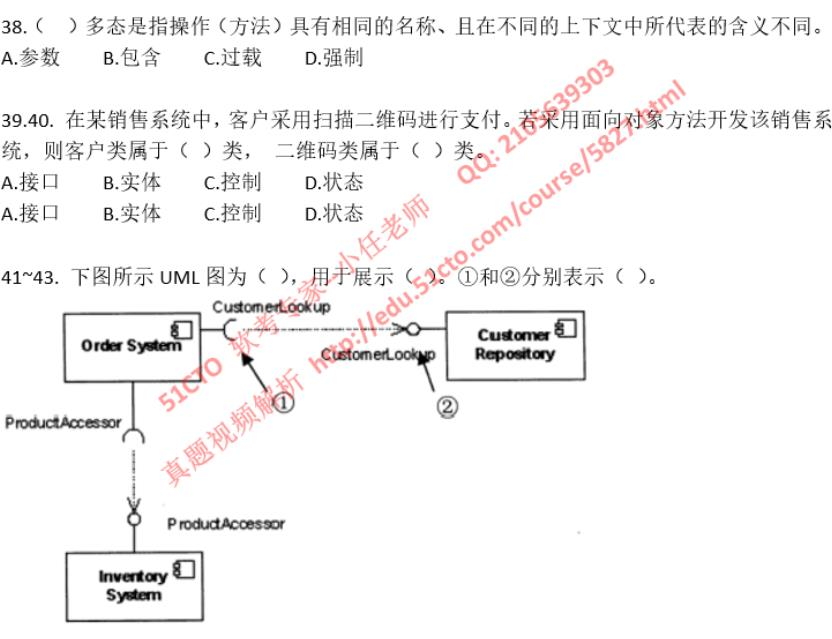 38.（　）多态是指操作（方法）具有相同的名称、且在不同的上下文中所代表的含义不同。
A.参数　B.包含　C.过载　D.强制
39.40. 在某销售系统中，客户采用扫描二维码进行支付。若采用面向对象方法开发该销售系
统，则客户类属于（ ）类， 二维码类属于（ ）类。
A.接口　B.实体　C.控制　D.状态
A.接口　B.实体　C.控制　D.状态
41~43. 下图所示 UML 图为（ ），用于展示（ ）。①和②分别表示（ ）。
CustomerLookup
Order System
Customer
Repository
CustomerLookup
①
②
ProductAccessor
ProductAccessor
Inventory
System
51CTO 软考专家--小任老师 QQ: 2105639303
真题视频解析 http://edu.51cto.com/course/5827.html